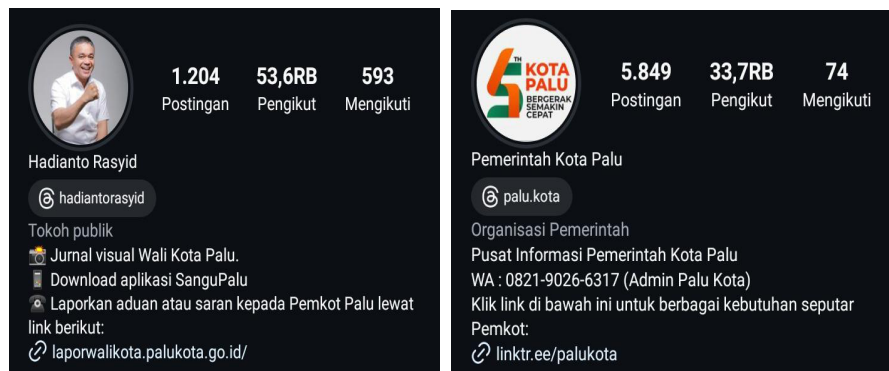 1.204 53,6RB 593
Postingan Pengikut Mengikuti
Hadianto Rasyid
hadiantorasyid
Tokoh publik
Jurnal visual Wali Kota Palu.
Download aplikasi SanguPalu
Laporkan aduan atau saran kepada Pemkot Palu lewat
link berikut:
laporwalikota.palukota.go.id/
TH
KOTA
PALU
BERGERAK
SEMAKIN
CEPAT
5.849 33,7RB 74
Postingan Pengikut Mengikuti
Pemerintah Kota Palu
palu.kota
Organisasi Pemerintah
Pusat Informasi Pemerintah Kota Palu
WA : 0821-9026-6317 (Admin Palu Kota)
Klik link di bawah ini untuk berbagai kebutuhan seputar
Pemkot:
linktr.ee/palukota